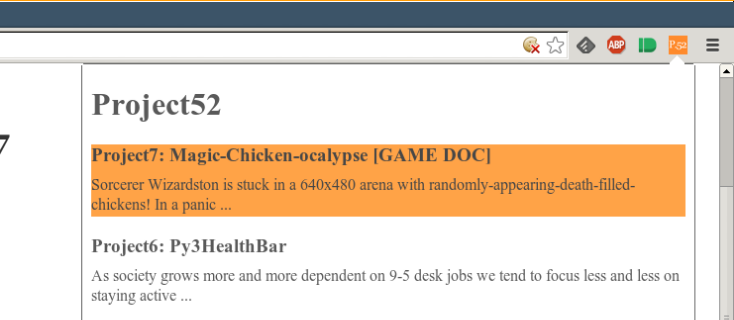 ABP
P52
Project52
7
Project7: Magic-Chicken-ocalypse [GAME DOC]
Sorcerer Wizardston is stuck in a 640x480 arena with randomly-appearing-death-filled-
chickens! In a panic ...
Project6: Py3HealthBar
As society grows more and more dependent on 9-5 desk jobs we tend to focus less and less on
staying active ...